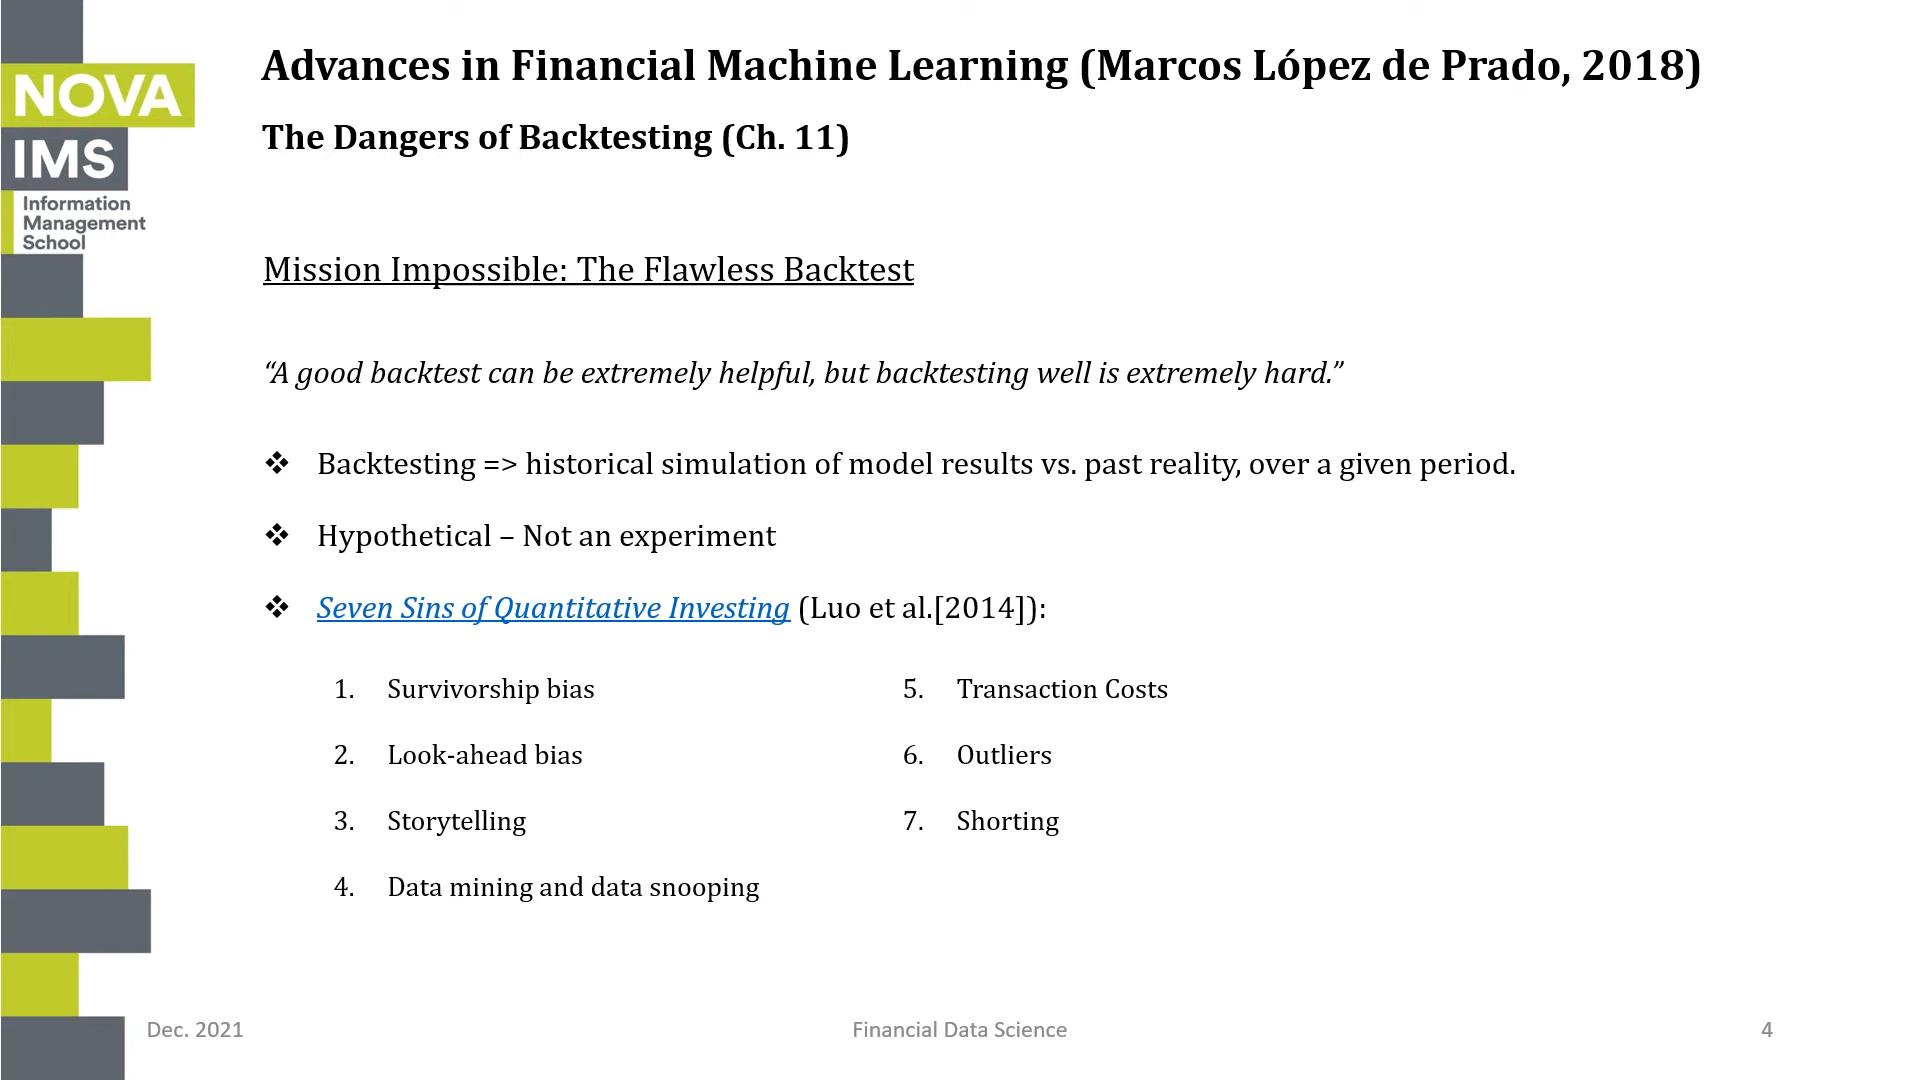 NOVA
IMS
Information
Management
School
Advances in Financial Machine Learning (Marcos López de Prado, 2018)
The Dangers of Backtesting (Ch. 11)
Mission Impossible: The Flawless Backtest
“A good backtest can be extremely helpful, but backtesting well is extremely hard.”
❖ Backtesting => historical simulation of model results vs. past reality, over a given period.
❖ Hypothetical – Not an experiment
❖ Seven Sins of Quantitative Investing (Luo et al.[2014]):
1. Survivorship bias
2. Look-ahead bias
3. Storytelling
4. Data mining and data snooping
5. Transaction Costs
6. Outliers
7. Shorting
Dec. 2021
Financial Data Science
4